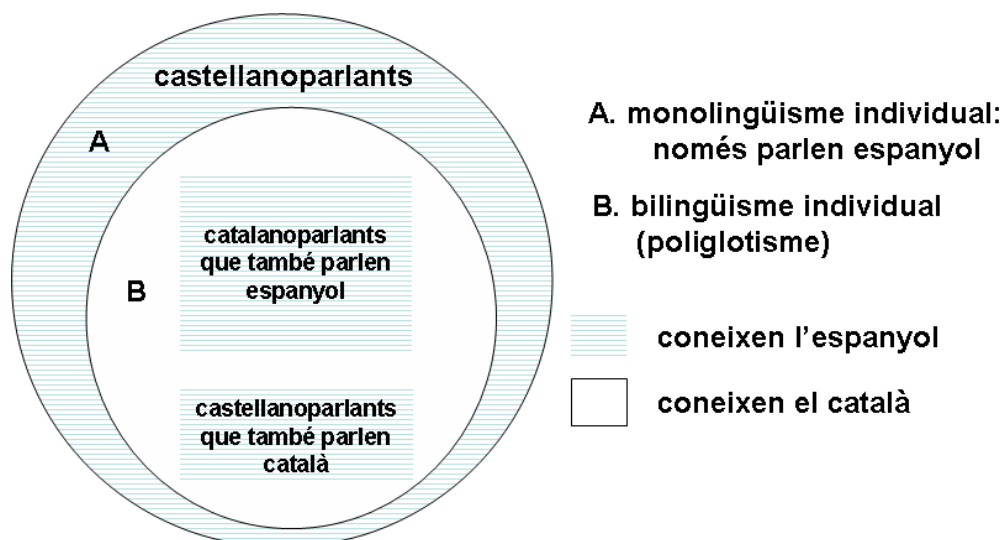 castellanoparlants
A
B
catalanoparlants
que també parlen
espanyol
castellanoparlants
que també parlen
català
A. monolingüisme individual:
només parlen espanyol
B. bilingüisme individual
(poliglotisme)
coneixen l’espanyol
coneixen el català